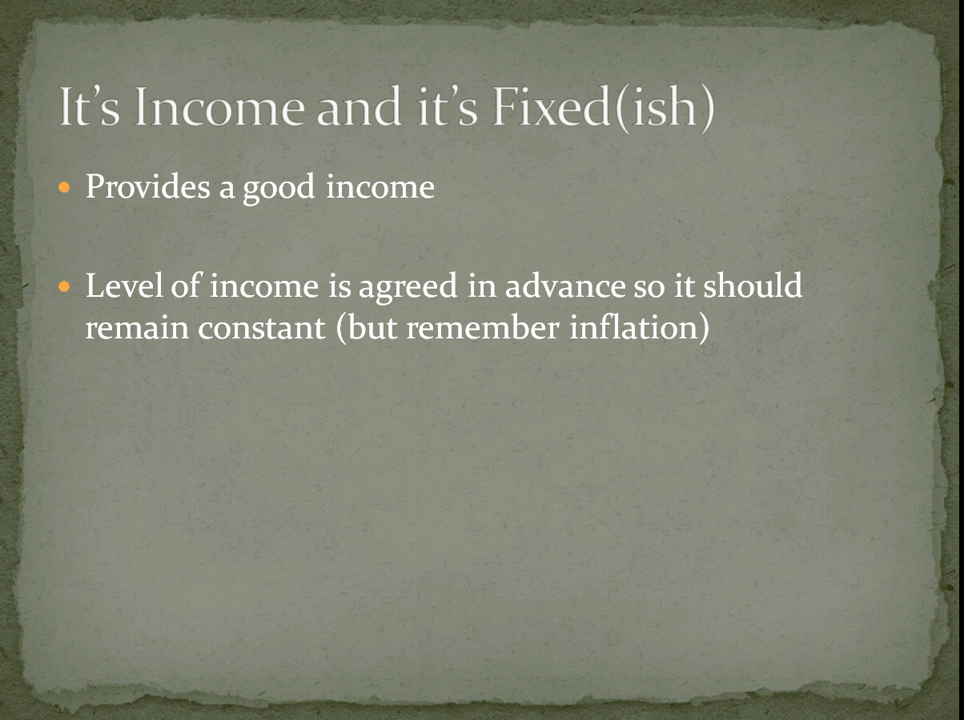 It’s Income and it’s Fixed(ish)
Provides a good income
Level of income is agreed in advance so it should
remain constant (but remember inflation)